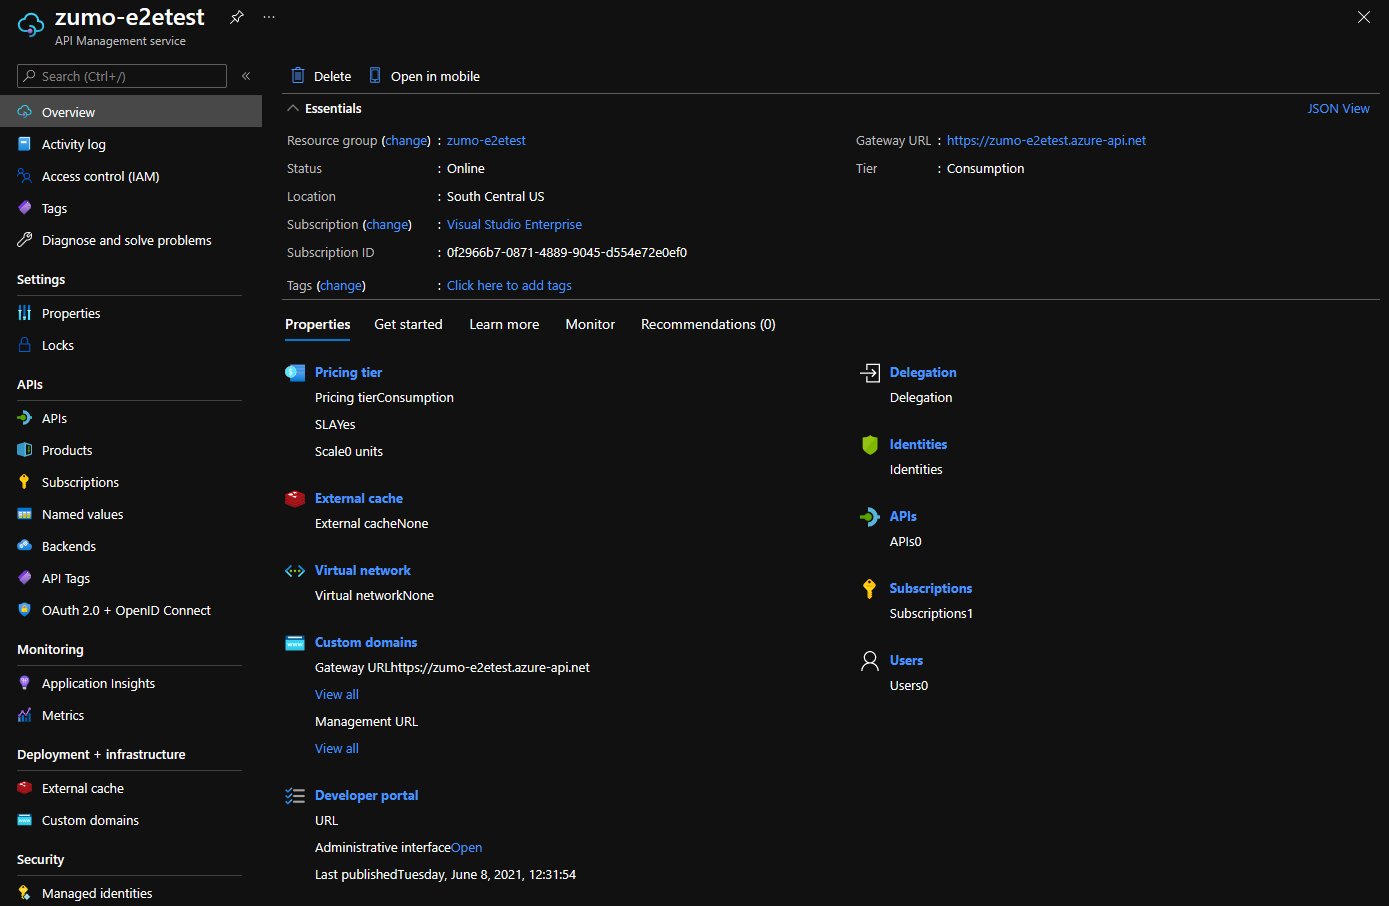 zumo-e2etest
API Management service
Search (Ctrl+/)
Overview
Activity log
Access control (IAM)
Tags
Diagnose and solve problems
Settings
Properties
Locks
APIs
APIs
Products
Subscriptions
Named values
Backends
API Tags
OAuth 2.0 + OpenID Connect
Monitoring
Application Insights
Metrics
Deployment + infrastructure
External cache
Custom domains
Security
Managed identities
Delete
Open in mobile
Essentials
JSON View
Resource group (change) : zumo-e2etest
Status : Online
Location : South Central US
Subscription (change) : Visual Studio Enterprise
Subscription ID : 0f2966b7-0871-4889-9045-d554e72e0ef0
Tags (change) : Click here to add tags
Gateway URL : https://zumo-e2etest.azure-api.net
Tier : Consumption
Properties
Get started
Learn more
Monitor
Recommendations (0)
Pricing tier
Pricing tierConsumption
SLAYes
Scale0 units
External cache
External cacheNone
Virtual network
Virtual networkNone
Custom domains
Gateway URLhttps://zumo-e2etest.azure-api.net
View all
Management URL
View all
Developer portal
URL
Administrative interfaceOpen
Last publishedTuesday, June 8, 2021, 12:31:54
Delegation
Delegation
Identities
Identities
APIs
APIs0
Subscriptions
Subscriptions1
Users
Users0